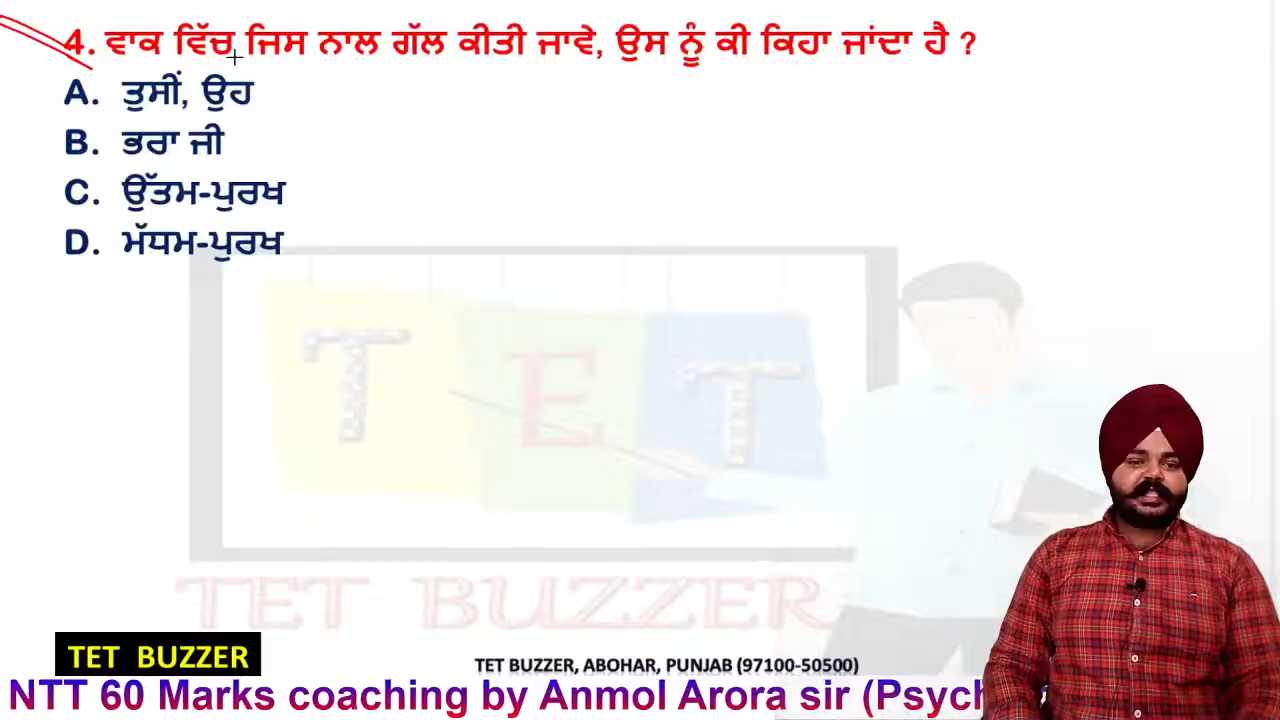 4. ਵਾਕ ਵਿੱਚ ਜਿਸ ਨਾਲ ਗੱਲ ਕੀਤੀ ਜਾਵੇ, ਉਸ ਨੂੰ ਕੀ ਕਿਹਾ ਜਾਂਦਾ ਹੈ ?
A. ਤੁਸੀਂ, ਉਹ
B. ਭਰਾ ਜੀ
C. ਉੱਤਮ-ਪੁਰਖ
D. ਮੱਧਮ-ਪੁਰਖ
T E T
TET BUZZER
TET BUZZER
TET BUZZER, ABOHAR, PUNJAB (97100-50500)
NTT 60 Marks coaching by Anmol Arora sir (Psych